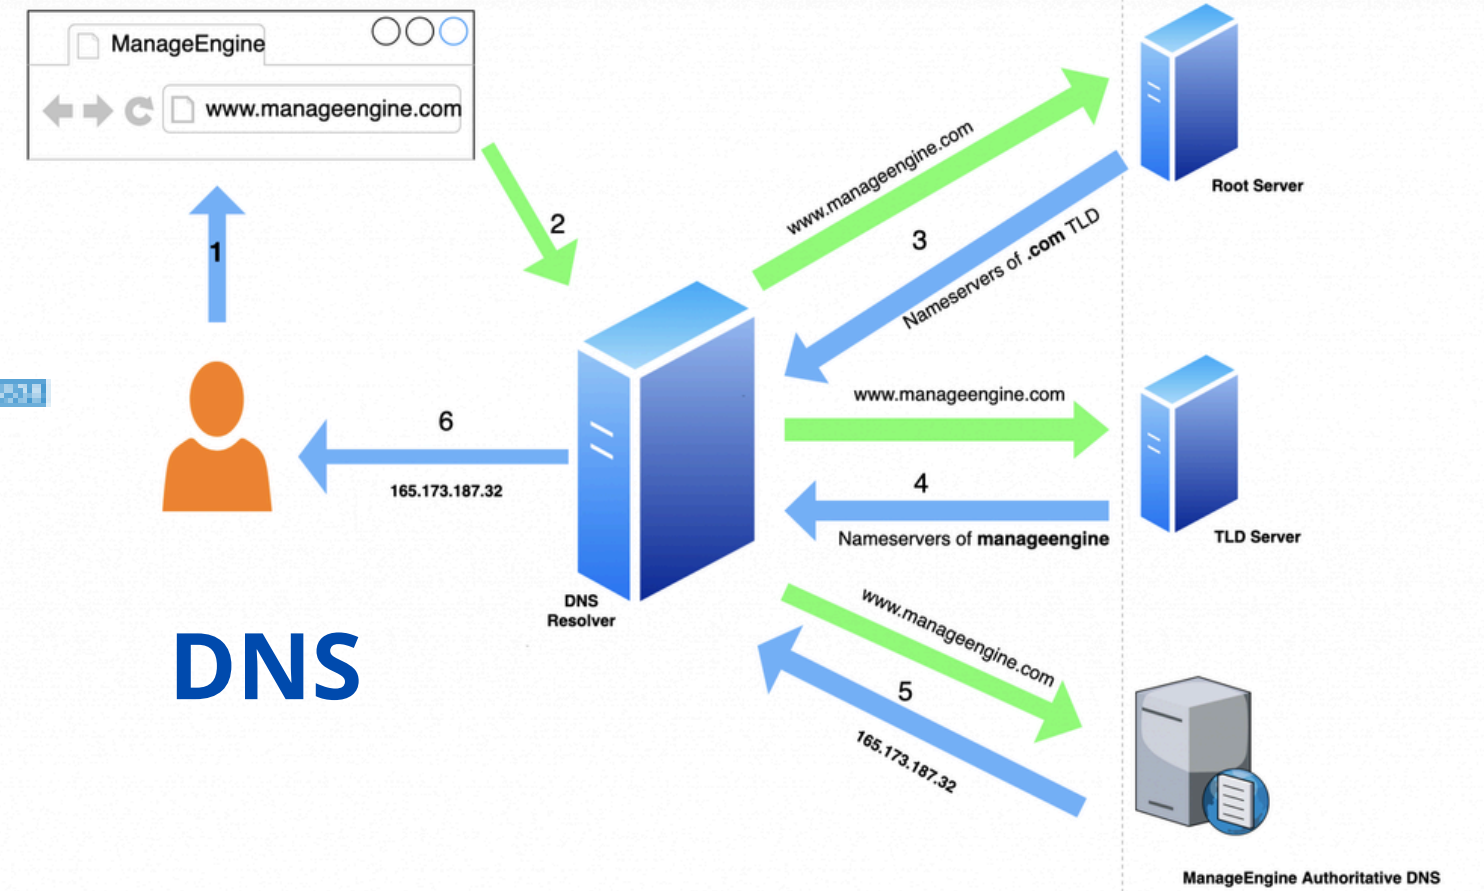 ManageEngine
www.manageengine.com
1
2
www.manageengine.com
3
Nameservers of .com TLD
Root Server
www.manageengine.com
4
Nameservers of manageengine
TLD Server
6
165.173.187.32
DNS
Resolver
www.manageengine.com
5
165.173.187.32
DNS
ManageEngine Authoritative DNS